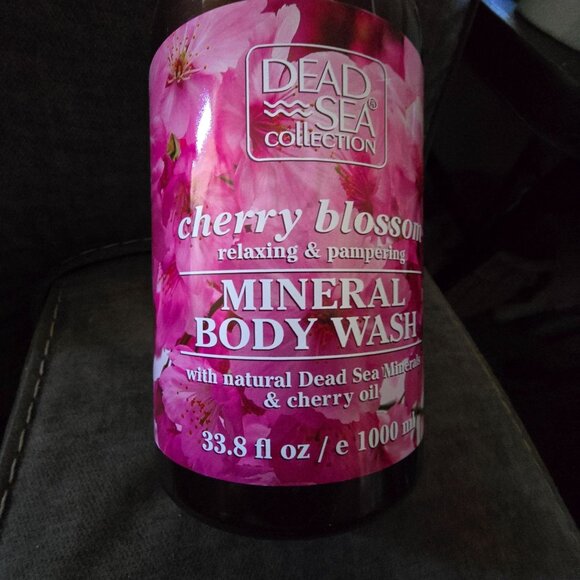 DEAD
SEA®
COLLECTION
cherry blossom
relaxing & pampering
MINERAL
BODY WASH
with natural Dead Sea Minerals
& cherry oil
33.8 fl oz / e 1000 ml